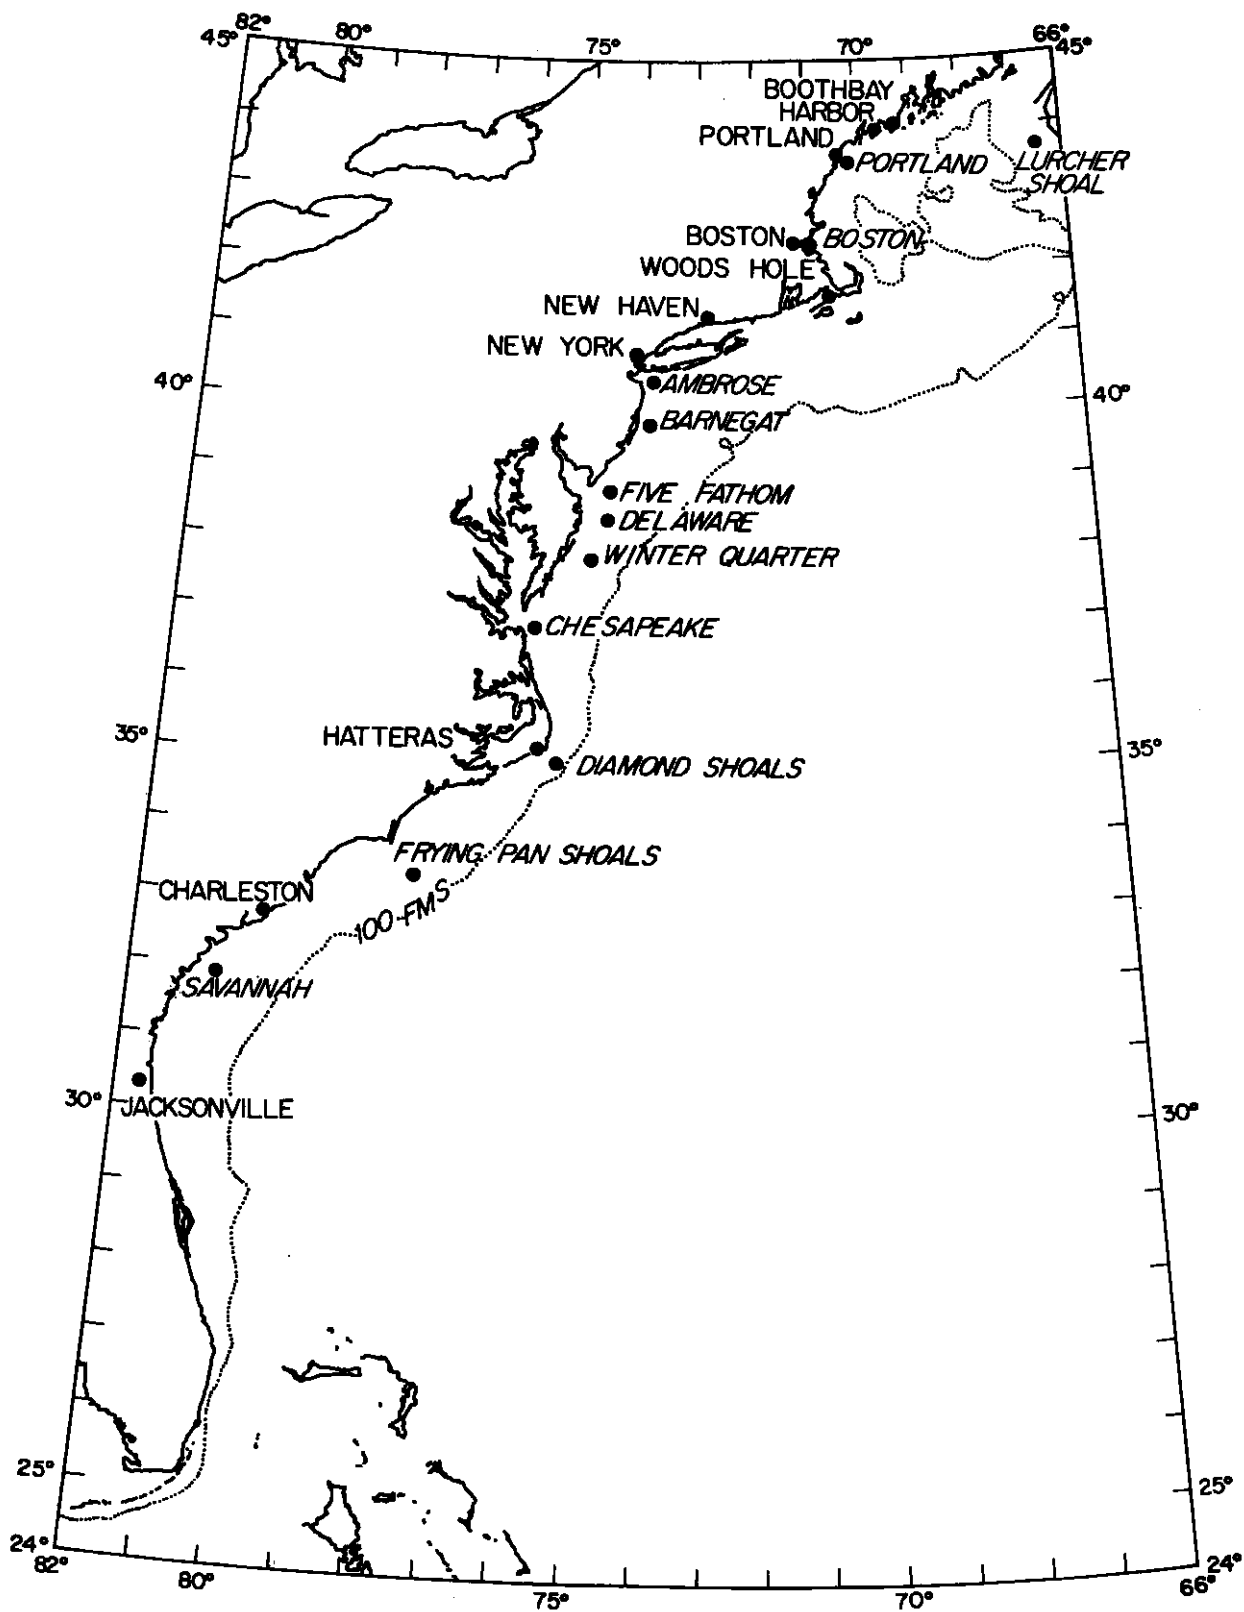 82°
80°
75°
70°
66°
45°
45°
BOOTHBAY
HARBOR
PORTLAND
PORTLAND
LURCHER
SHOAL
BOSTON
BOSTON
WOODS HOLE
NEW HAVEN
NEW YORK
40°
AMBROSE
40°
BARNEGAT
FIVE FATHOM
DELAWARE
WINTER QUARTER
CHESAPEAKE
35°
HATTERAS
35°
DIAMOND SHOALS
FRYING PAN SHOALS
CHARLESTON
100-FMS
SAVANNAH
30°
JACKSONVILLE
30°
25°
25°
24°
24°
82°
80°
75°
70°
66°